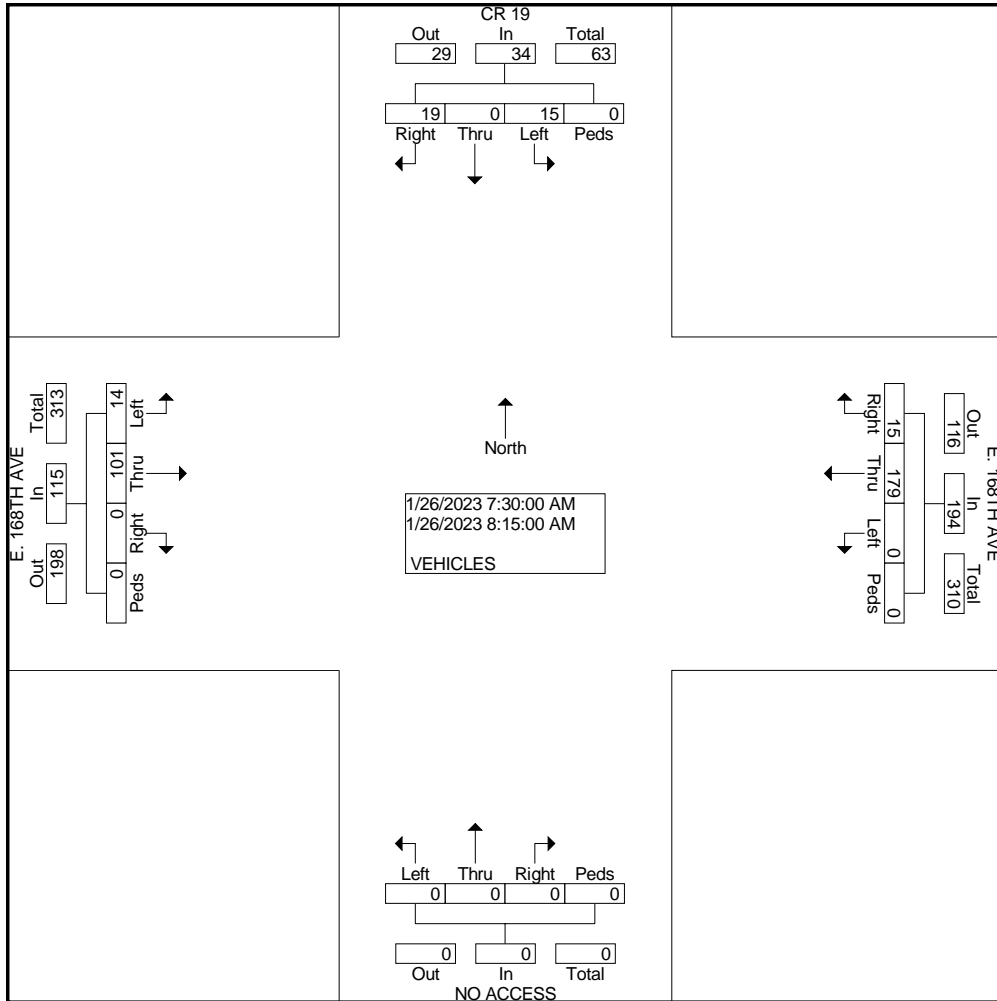 CR 19
Out In Total
29 34 63
19 0 15 0
Right Thru Left Peds
E. 168TH AVE
Total In Out
313 115 198
14 101 0 0
Left Thru Right Peds
North
1/26/2023 7:30:00 AM
1/26/2023 8:15:00 AM
VEHICLES
Right Thru Left Peds
15 179 0 0
Out In Total
116 194 310
E. 168TH AVE
Left Thru Right Peds
0 0 0 0
0 0 0
Out In Total
NO ACCESS